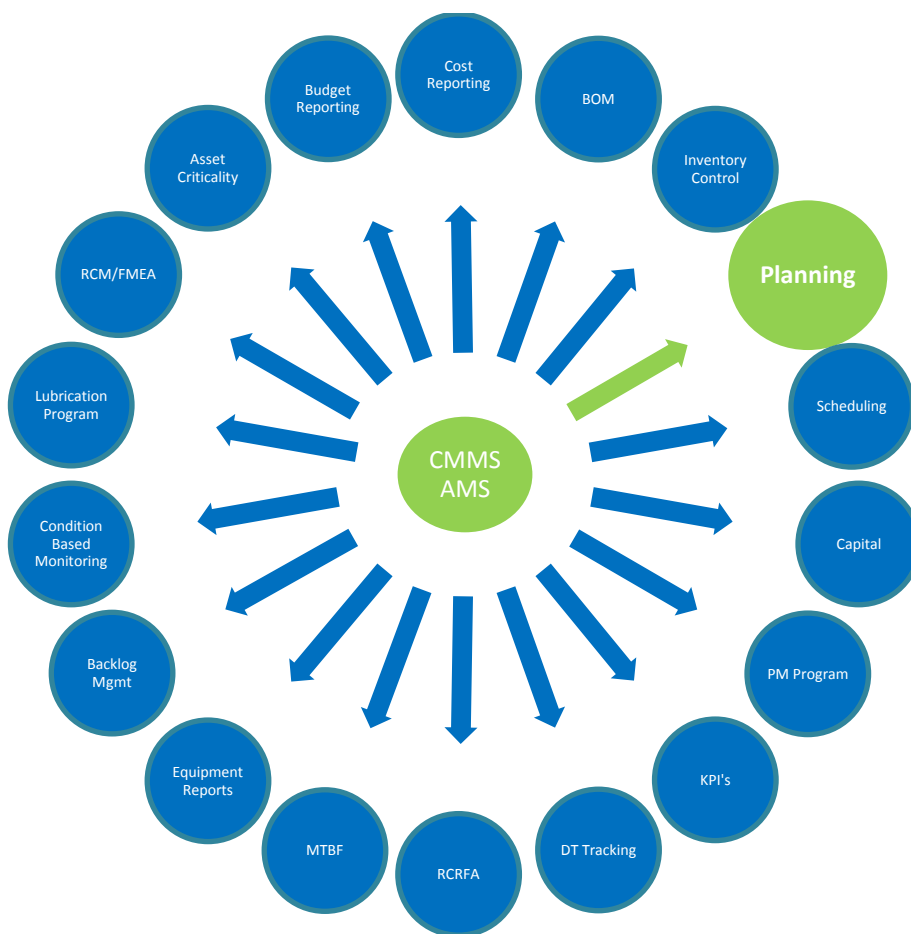 Cost
Reporting
BOM
Inventory
Control
Planning
Scheduling
Capital
PM Program
KPI's
DT Tracking
RCRFA
MTBF
Equipment
Reports
Backlog
Mgmt
Condition
Based
Monitoring
Lubrication
Program
RCM/FMEA
Asset
Criticality
Budget
Reporting
CMMS
AMS